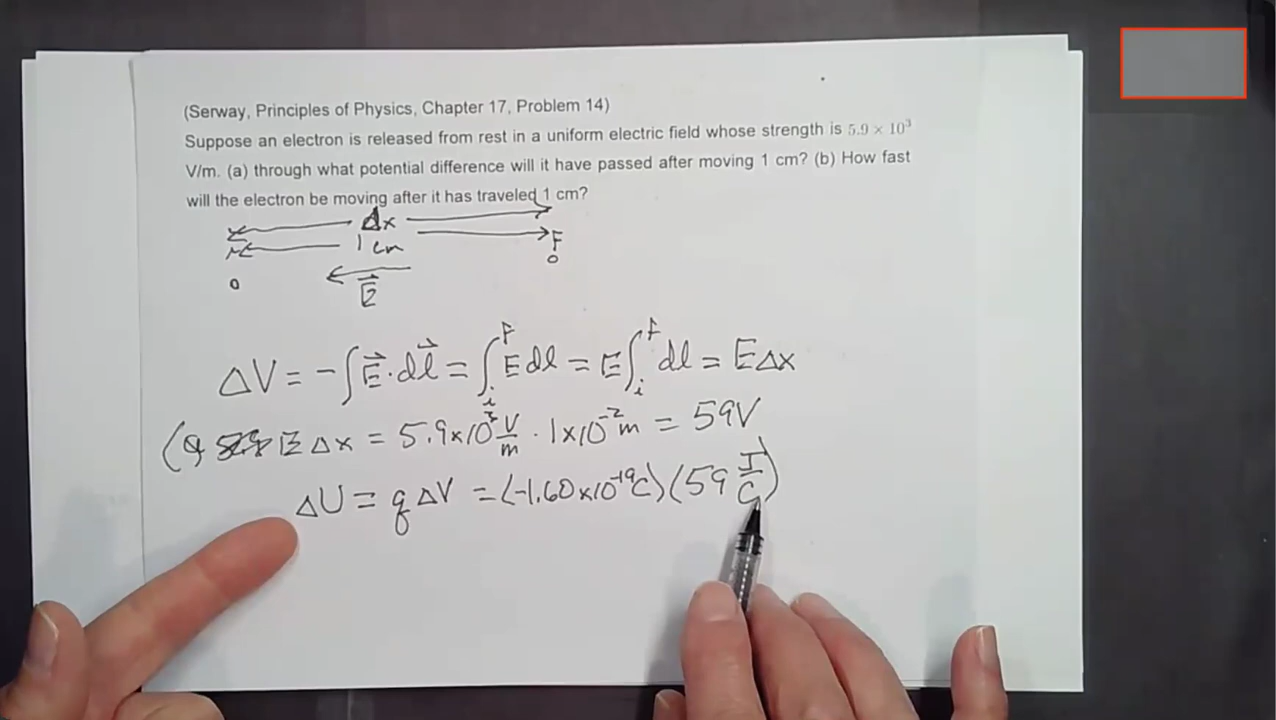 (Serway, Principles of Physics, Chapter 17, Problem 14)
Suppose an electron is released from rest in a uniform electric field whose strength is 5.9 × 10³
V/m. (a) through what potential difference will it have passed after moving 1 cm? (b) How fast
will the electron be moving after it has traveled 1 cm?
Δx
1 cm
F
E⃗
ΔV = -∫E⃗·dl⃗ = ∫ᵢᶠ E dl = E∫ᵢᶠ dl = EΔx
EΔx = 5.9×10³ V/m · 1×10⁻² m = 59V
ΔU = qΔV = (-1.60×10⁻¹⁹C)(59 J/C)